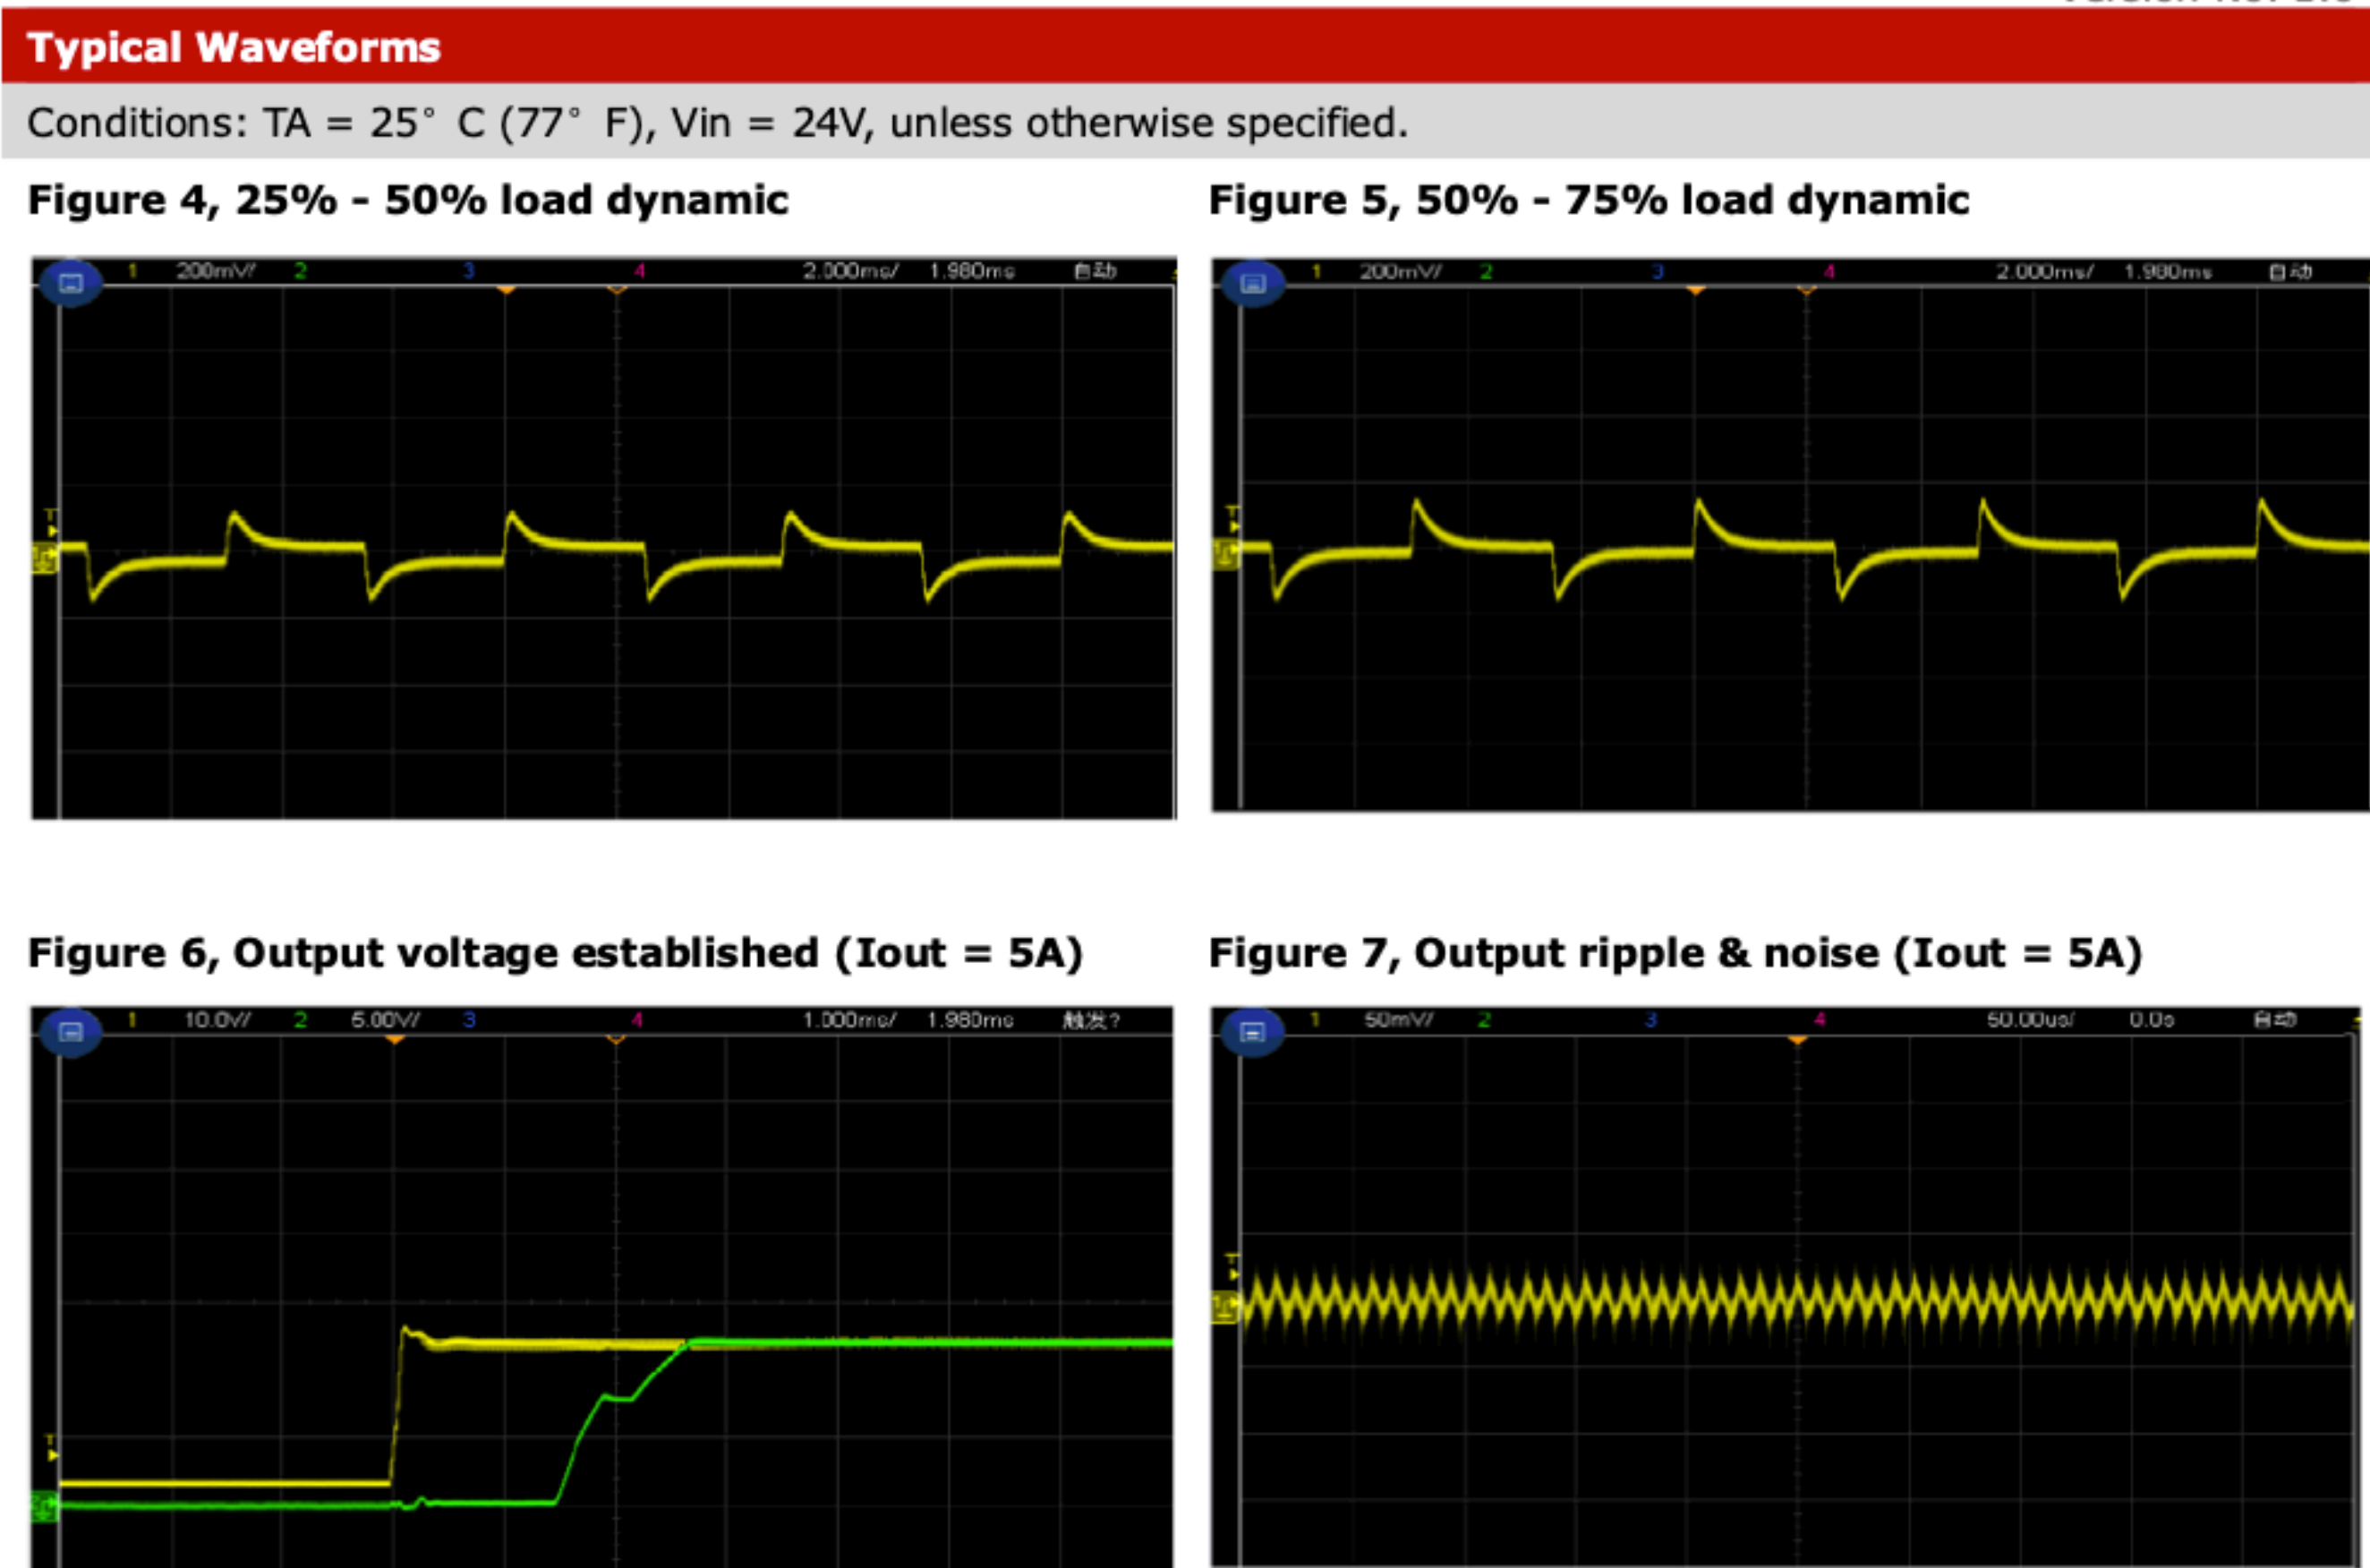 Typical Waveforms
Conditions: TA = 25° C (77° F), Vin = 24V, unless otherwise specified.
Figure 4, 25% - 50% load dynamic
1 200mV/ 2 3 4 2.000ms/ 1.980ms 自动
T
Figure 5, 50% - 75% load dynamic
1 200mV/ 2 3 4 2.000ms/ 1.980ms 自动
T
Figure 6, Output voltage established (Iout = 5A)
1 10.0V/ 2 5.00V/ 3 4 1.000ms/ 1.980ms 触发?
T
Figure 7, Output ripple & noise (Iout = 5A)
1 50mV/ 2 3 4 50.00us/ 0.0s 自动
T